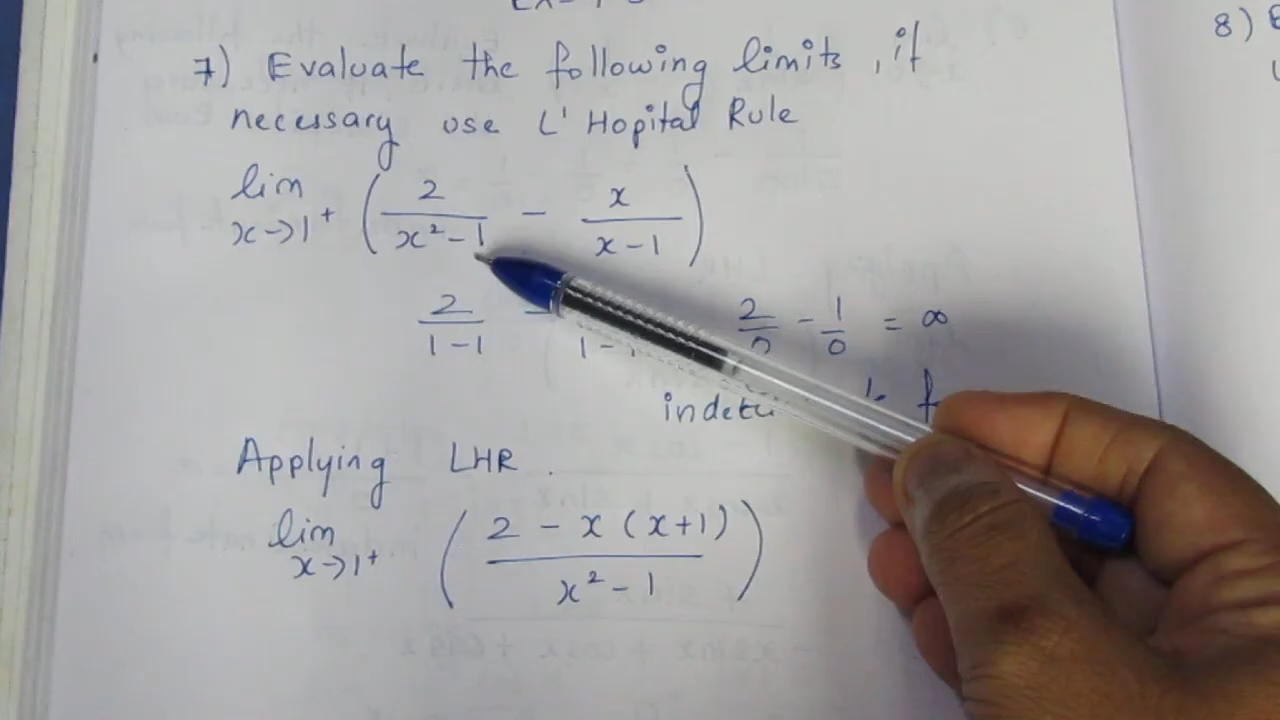 7) Evaluate the following limits, if
necessary use L' Hopital Rule
lim x→1⁺ ( 2/(x²-1) - x/(x-1) )
2/(1-1) - 2/0 - 1/0 = ∞
Applying LHR.
lim x→1⁺ ( (2 - x(x+1))/(x²-1) )
8)